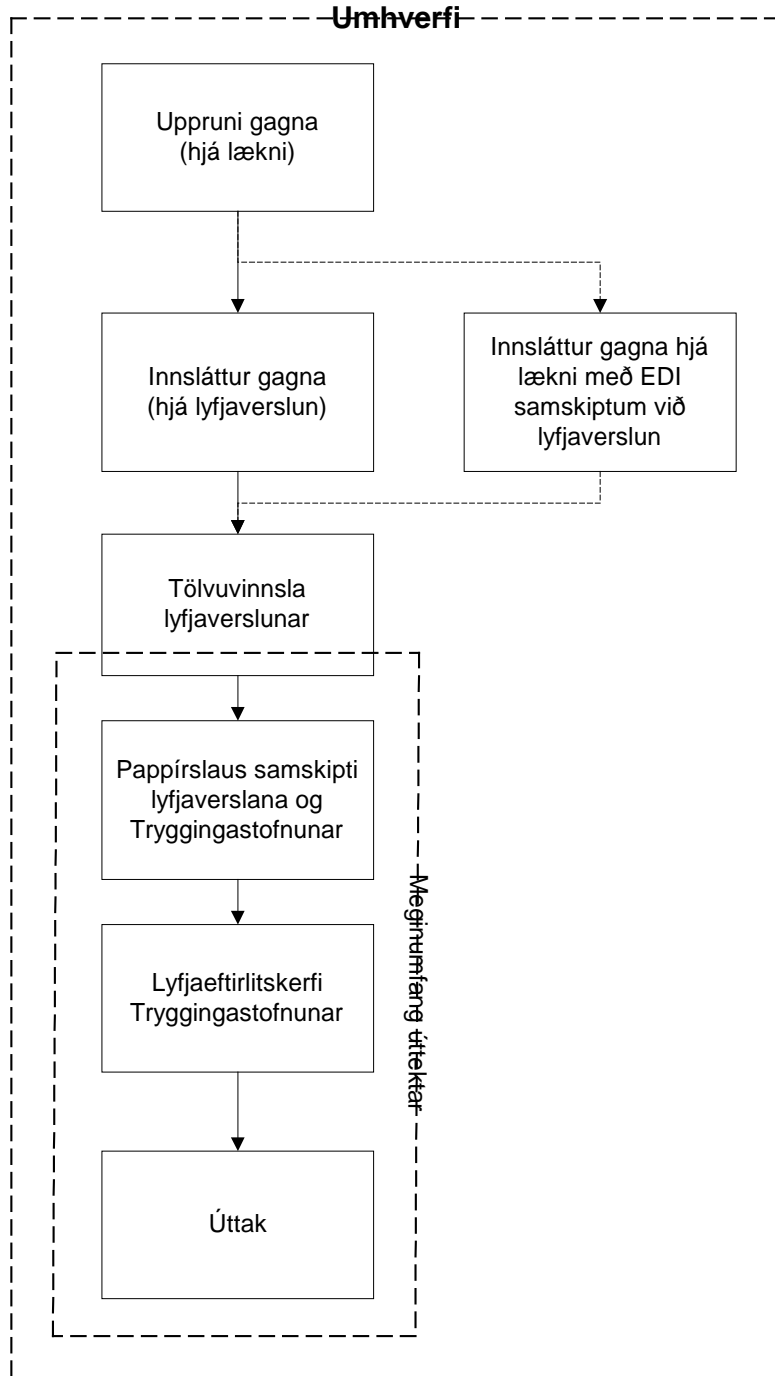 Umhverfi
Uppruni gagna
(hjá lækni)
Innsláttur gagna
(hjá lyfjaverslun)
Innsláttur gagna hjá
lækni með EDI
samskiptum við
lyfjaverslun
Tölvuvinnsla
lyfjaverslunar
Pappírslaus samskipti
lyfjaverslana og
Tryggingastofnunar
Meginumfang úttektar
Lyfjaeftirlitskerfi
Tryggingastofnunar
Úttak